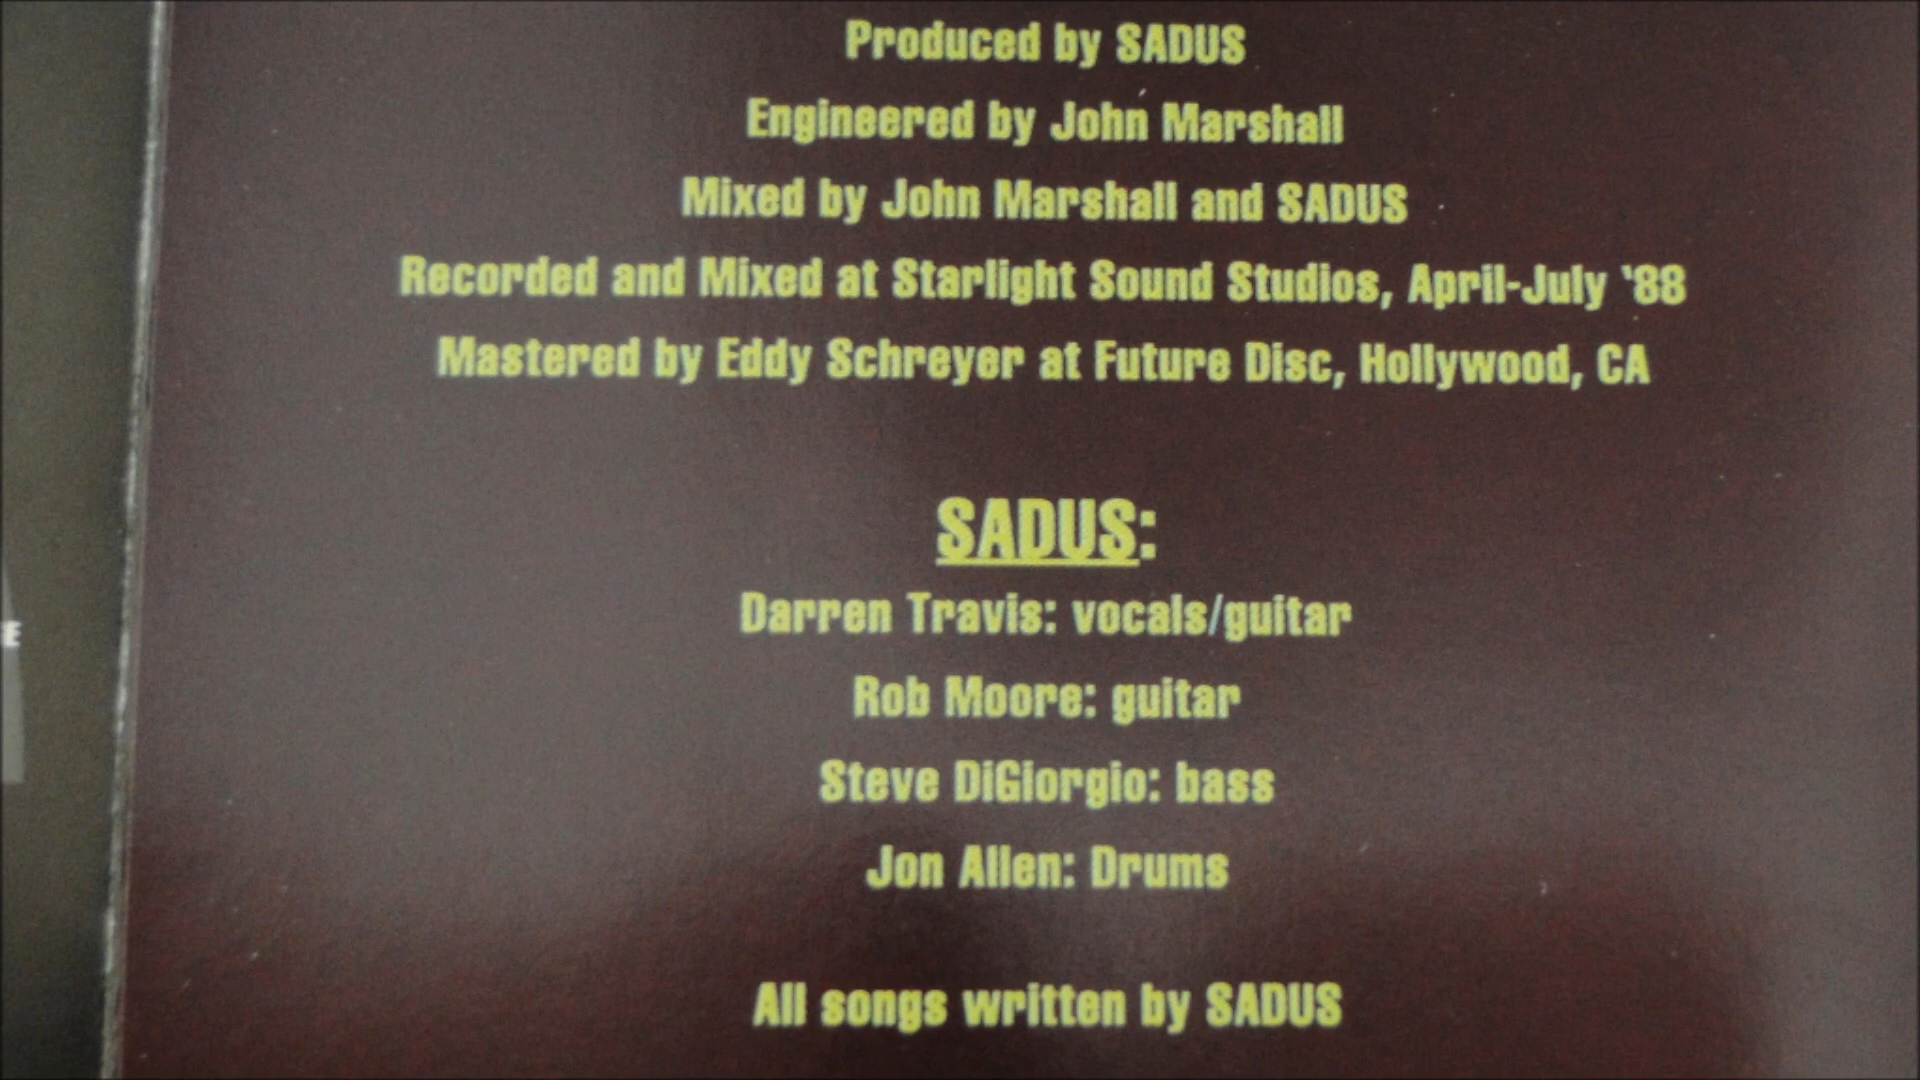 Produced by SADUS
Engineered by John Marshall
Mixed by John Marshall and SADUS
Recorded and Mixed at Starlight Sound Studios, April-July '88
Mastered by Eddy Schreyer at Future Disc, Hollywood, CA
SADUS:
Darren Travis: vocals/guitar
Rob Moore: guitar
Steve DiGiorgio: bass
Jon Allen: Drums
All songs written by SADUS